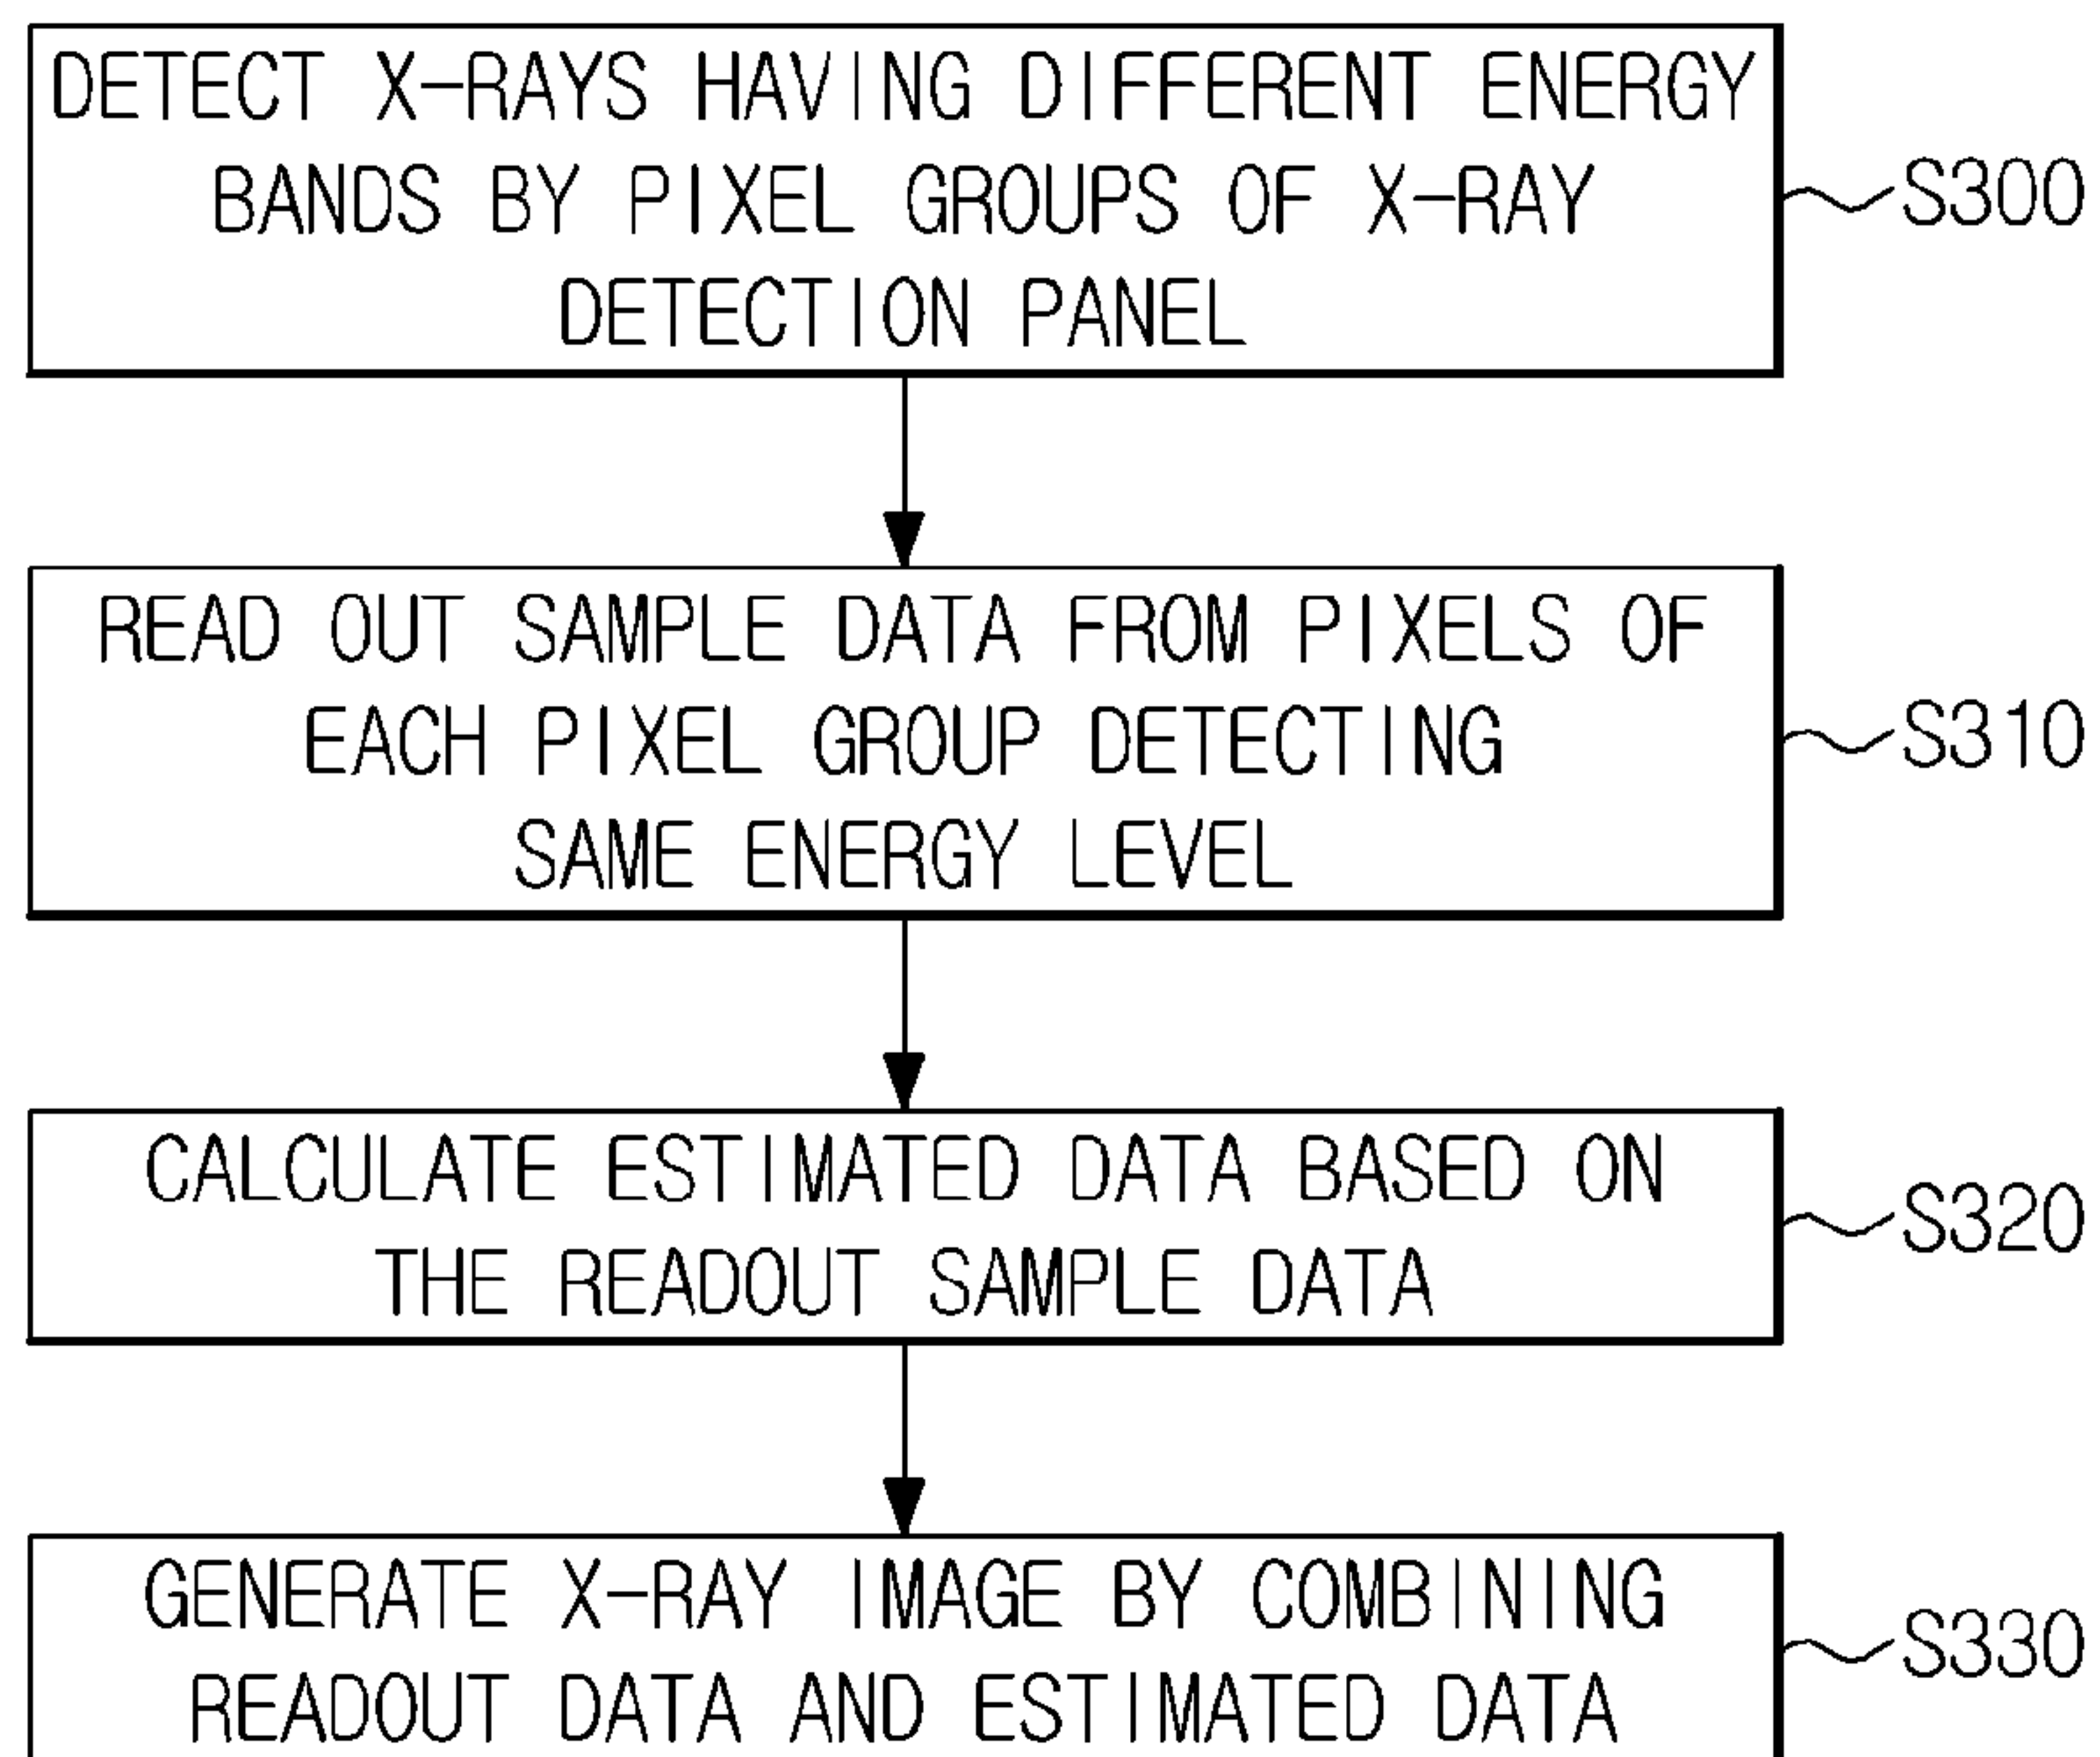 DETECT X-RAYS HAVING DIFFERENT ENERGY
BANDS BY PIXEL GROUPS OF X-RAY
DETECTION PANEL
S300
READ OUT SAMPLE DATA FROM PIXELS OF
EACH PIXEL GROUP DETECTING
SAME ENERGY LEVEL
S310
CALCULATE ESTIMATED DATA BASED ON
THE READOUT SAMPLE DATA
S320
GENERATE X-RAY IMAGE BY COMBINING
READOUT DATA AND ESTIMATED DATA
S330